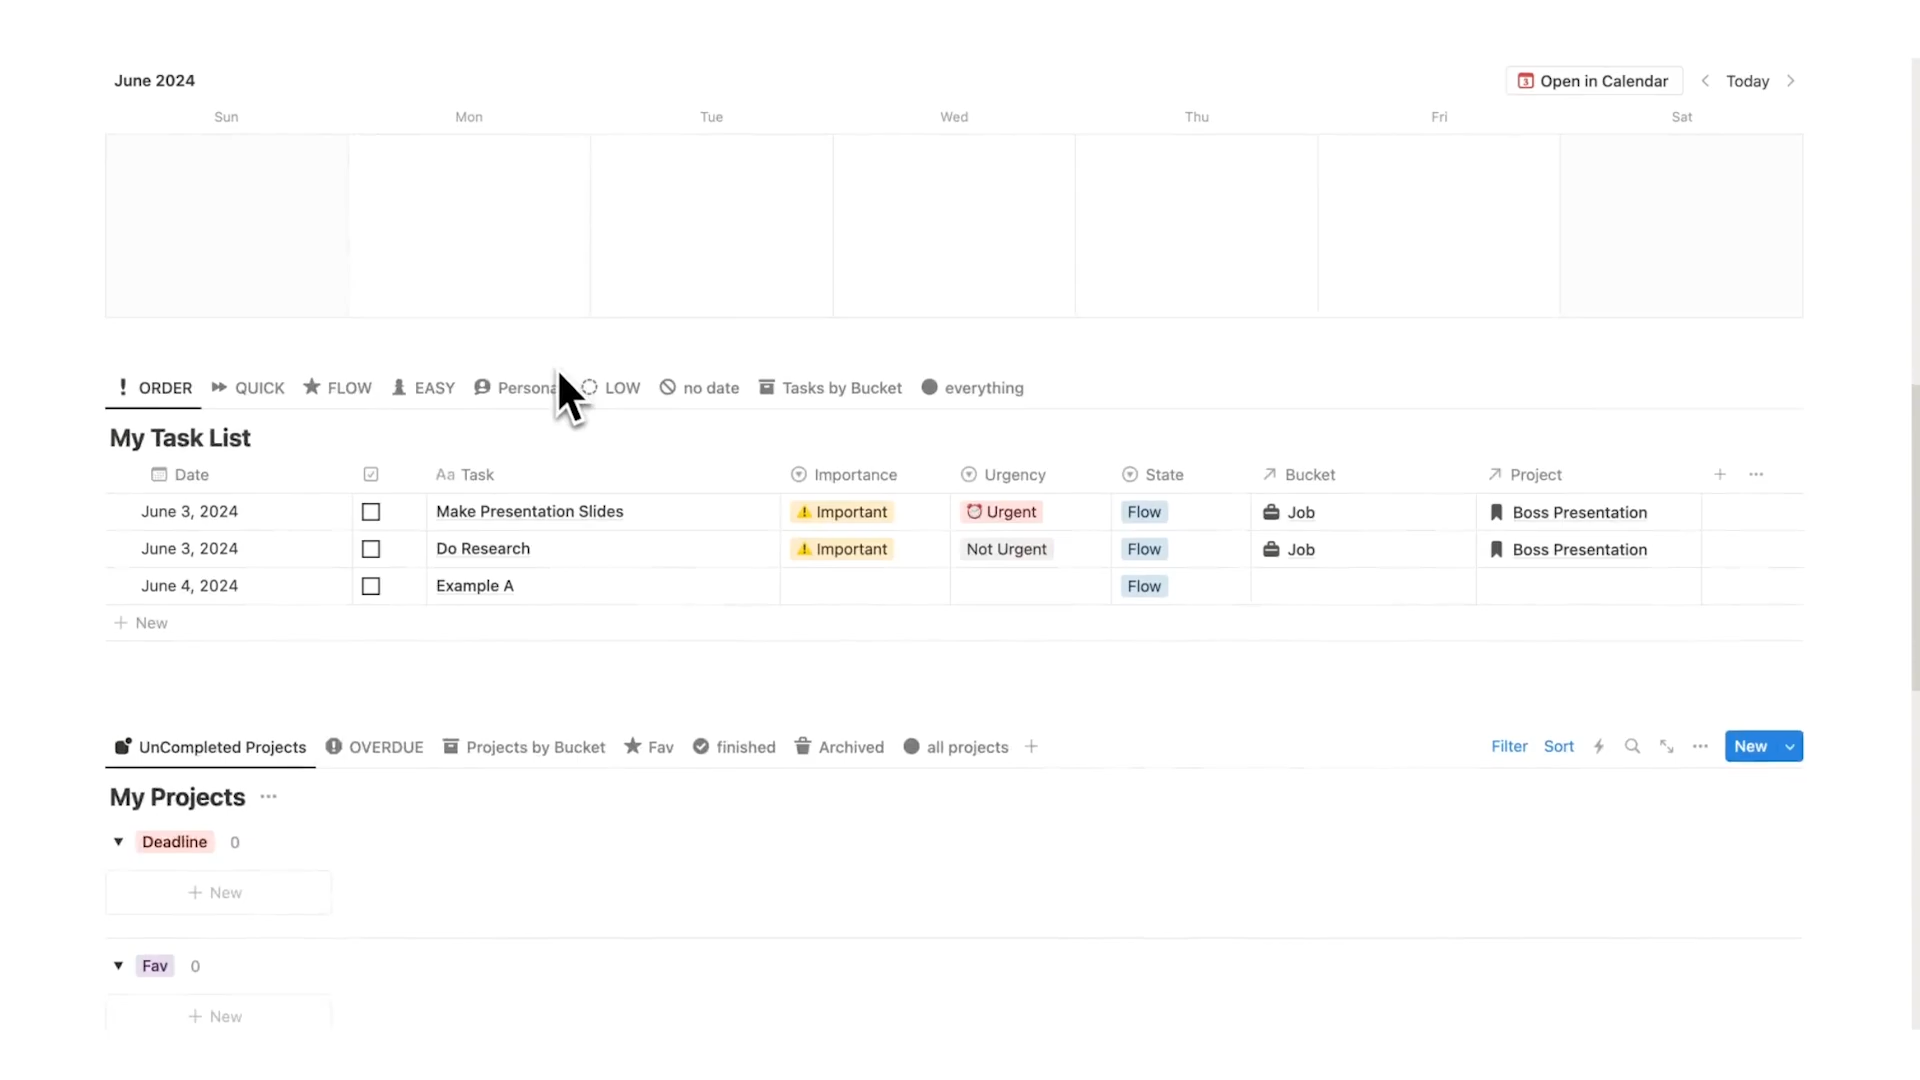 June 2024
Open in Calendar
Today
Sun Mon Tue Wed Thu Fri Sat
ORDER QUICK FLOW EASY Persona LOW no date Tasks by Bucket everything
My Task List
Date Aa Task Importance Urgency State Bucket Project
June 3, 2024 Make Presentation Slides Important Urgent Flow Job Boss Presentation
June 3, 2024 Do Research Important Not Urgent Flow Job Boss Presentation
June 4, 2024 Example A Flow
+ New
UnCompleted Projects OVERDUE Projects by Bucket Fav finished Archived all projects + Filter Sort New
My Projects
Deadline 0
+ New
Fav 0
+ New